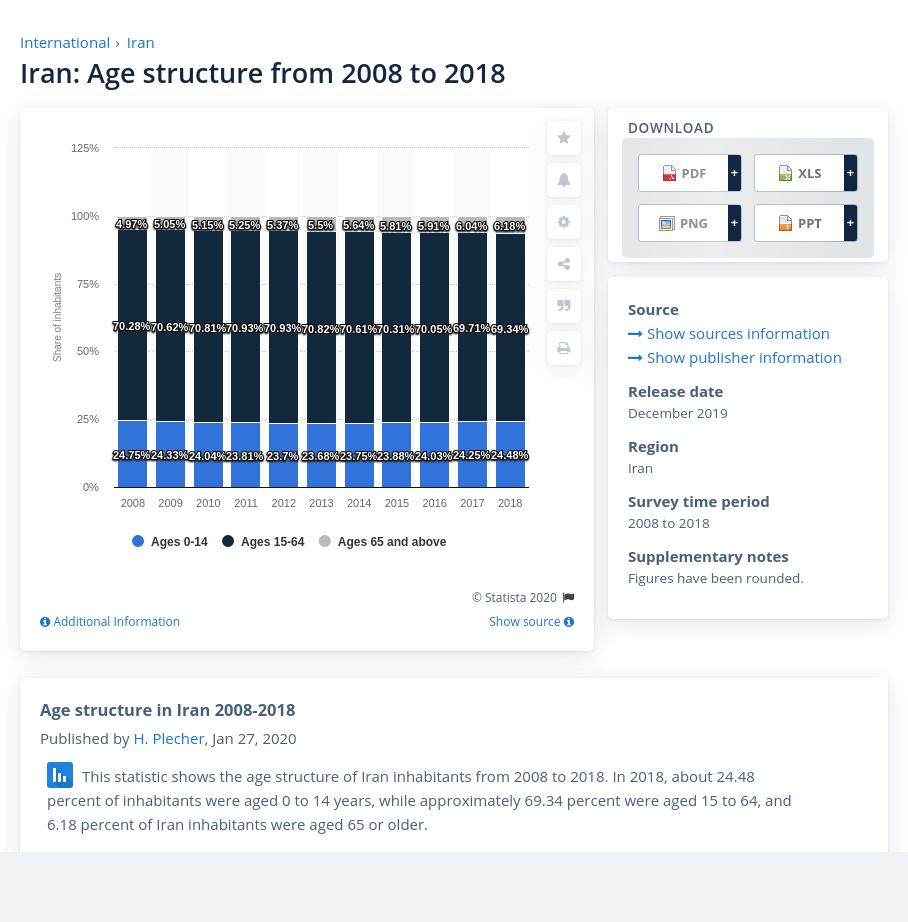 International › Iran
Iran: Age structure from 2008 to 2018
125%
100%
75%
50%
25%
0%
Share of inhabitants
4.97% 5.05% 5.15% 5.25% 5.37% 5.5% 5.64% 5.81% 5.91% 6.04% 6.18%
70.28% 70.62% 70.81% 70.93% 70.93% 70.82% 70.61% 70.31% 70.05% 69.71% 69.34%
24.75% 24.33% 24.04% 23.81% 23.7% 23.68% 23.75% 23.88% 24.03% 24.25% 24.48%
2008 2009 2010 2011 2012 2013 2014 2015 2016 2017 2018
Ages 0-14 Ages 15-64 Ages 65 and above
© Statista 2020
Additional Information Show source
DOWNLOAD
PDF + XLS +
PNG + PPT +
Source
Show sources information
Show publisher information
Release date
December 2019
Region
Iran
Survey time period
2008 to 2018
Supplementary notes
Figures have been rounded.
Age structure in Iran 2008-2018
Published by H. Plecher, Jan 27, 2020
This statistic shows the age structure of Iran inhabitants from 2008 to 2018. In 2018, about 24.48
percent of inhabitants were aged 0 to 14 years, while approximately 69.34 percent were aged 15 to 64, and
6.18 percent of Iran inhabitants were aged 65 or older.